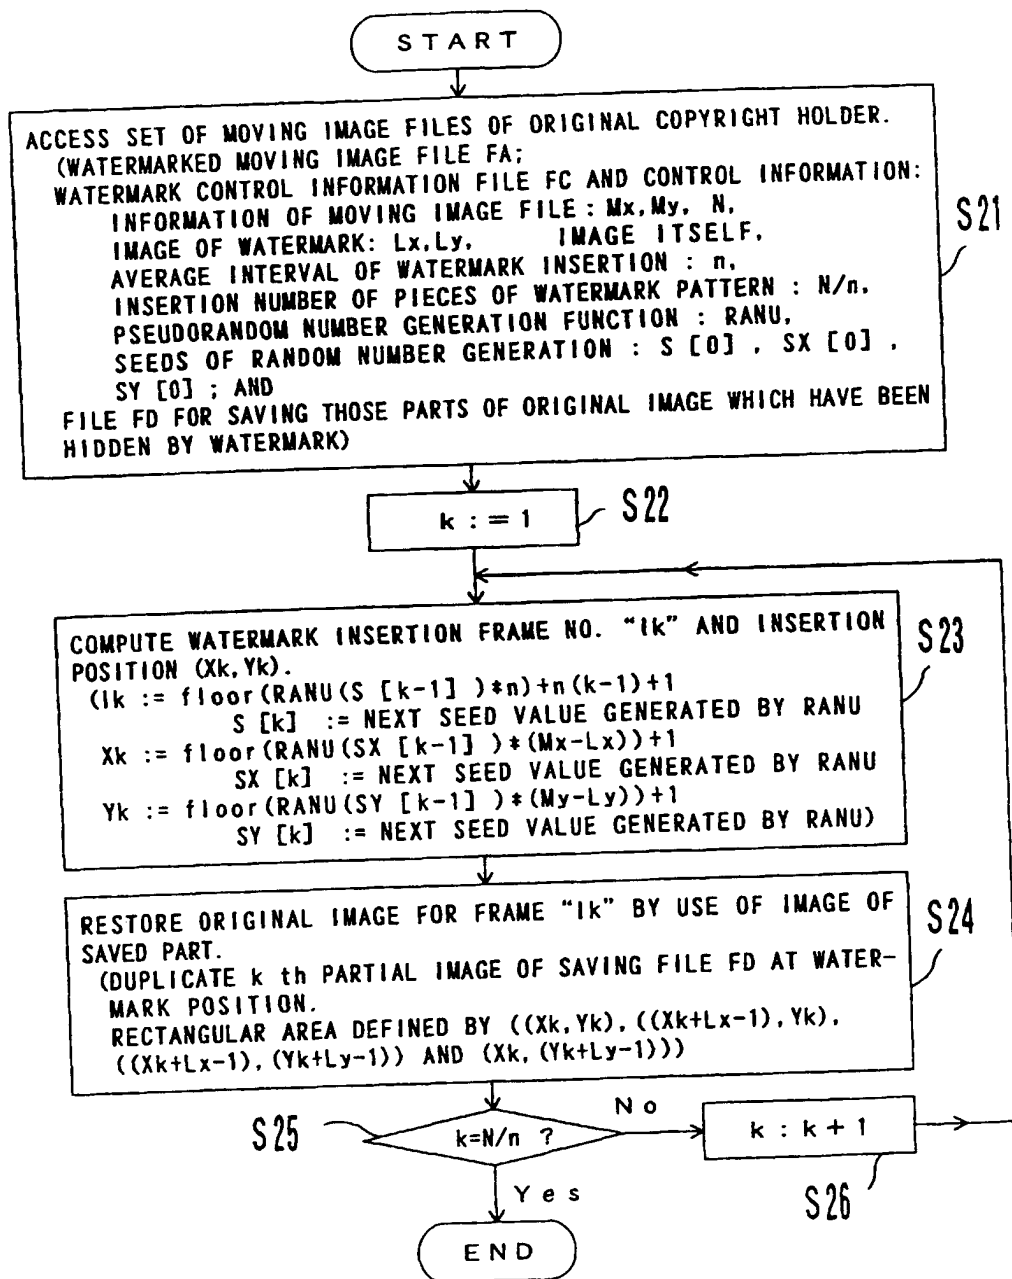 START
ACCESS SET OF MOVING IMAGE FILES OF ORIGINAL COPYRIGHT HOLDER.
(WATERMARKED MOVING IMAGE FILE FA;
WATERMARK CONTROL INFORMATION FILE FC AND CONTROL INFORMATION:
INFORMATION OF MOVING IMAGE FILE : Mx,My, N,
IMAGE OF WATERMARK: Lx,Ly, IMAGE ITSELF,
AVERAGE INTERVAL OF WATERMARK INSERTION : n,
INSERTION NUMBER OF PIECES OF WATERMARK PATTERN : N/n,
PSEUDORANDOM NUMBER GENERATION FUNCTION : RANU,
SEEDS OF RANDOM NUMBER GENERATION : S [0] , SX [0] ,
SY [0] ; AND
FILE FD FOR SAVING THOSE PARTS OF ORIGINAL IMAGE WHICH HAVE BEEN
HIDDEN BY WATERMARK)
S21
k : = 1
S22
COMPUTE WATERMARK INSERTION FRAME NO. "Ik" AND INSERTION
POSITION (Xk,Yk).
(Ik := floor(RANU(S [k-1] )*n)+n(k-1)+1
S [k] := NEXT SEED VALUE GENERATED BY RANU
Xk := floor(RANU(SX [k-1] )*(Mx-Lx))+1
SX [k] := NEXT SEED VALUE GENERATED BY RANU
Yk := floor(RANU(SY [k-1] )*(My-Ly))+1
SY [k] := NEXT SEED VALUE GENERATED BY RANU)
S23
RESTORE ORIGINAL IMAGE FOR FRAME "Ik" BY USE OF IMAGE OF
SAVED PART.
(DUPLICATE k th PARTIAL IMAGE OF SAVING FILE FD AT WATER-
MARK POSITION.
RECTANGULAR AREA DEFINED BY ((Xk,Yk), ((Xk+Lx-1),Yk),
((Xk+Lx-1), (Yk+Ly-1)) AND (Xk, (Yk+Ly-1)))
S24
S25
k=N/n ?
No
k : k + 1
S26
Yes
END